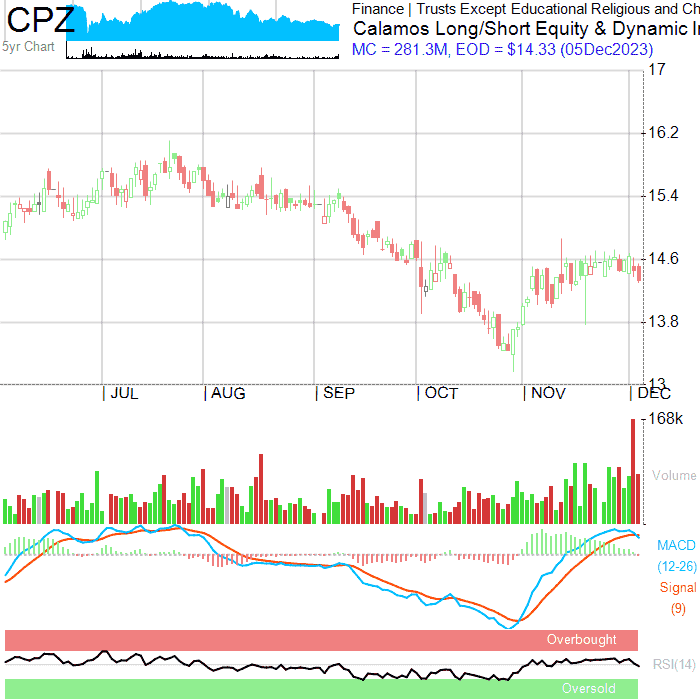 CPZ
5yr Chart
Finance | Trusts Except Educational Religious and Ch
Calamos Long/Short Equity & Dynamic I
MC = 281.3M, EOD = $14.33 (05Dec2023)
17
16.2
15.4
14.6
13.8
13
| JUL | AUG | SEP | OCT | NOV | DEC
168k
Volume
MACD
(12-26)
Signal
(9)
Overbought
RSI(14)
Oversold